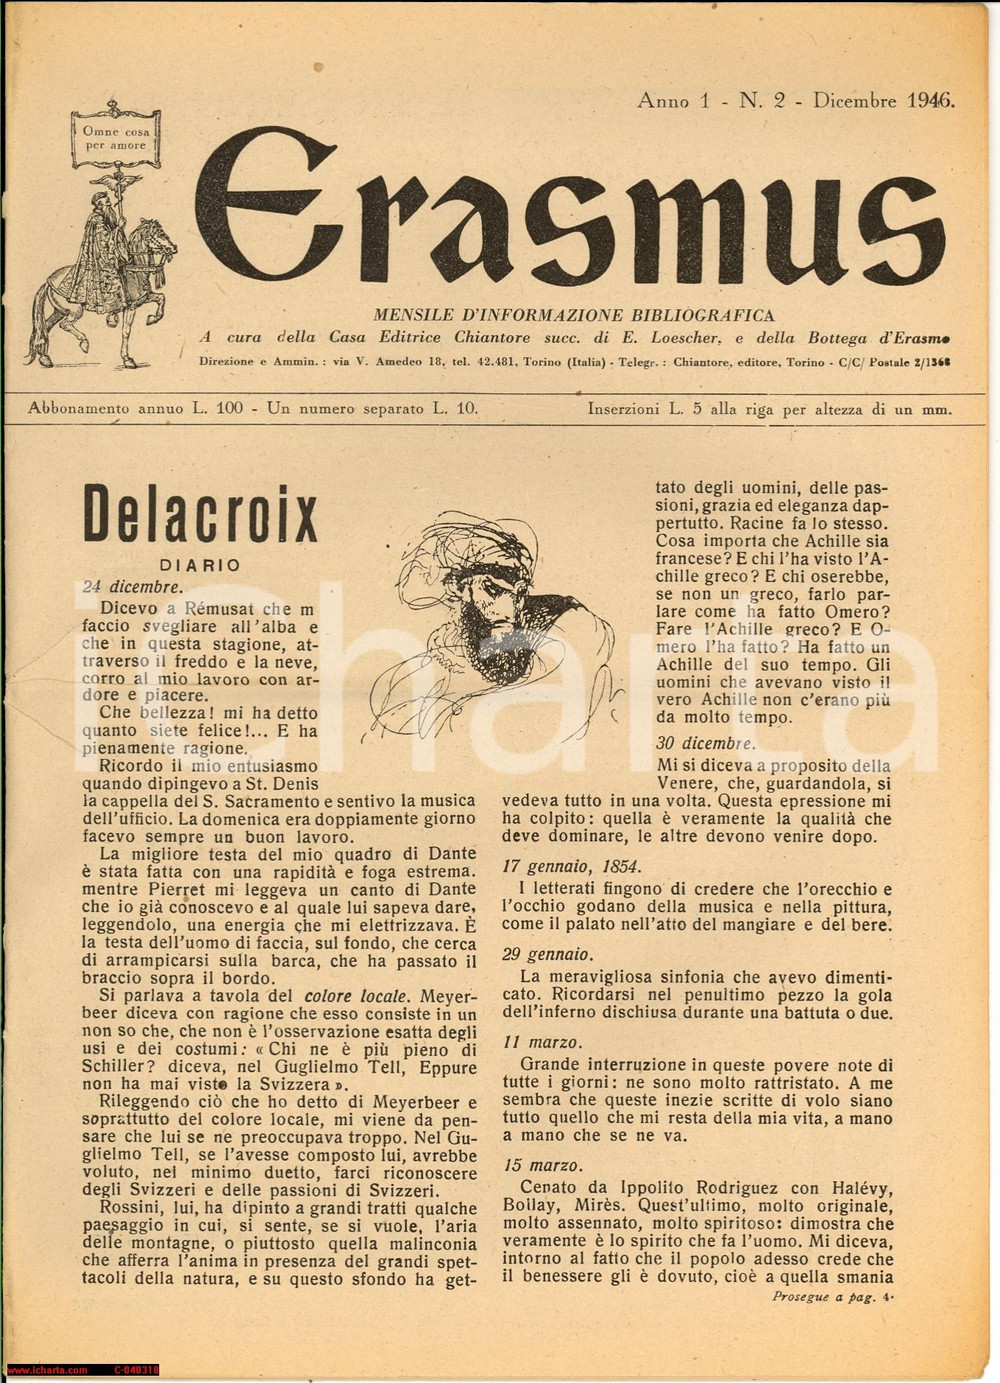 Anno 1 - N. 2 - Dicembre 1946.
Omne cosa
per amore
Erasmus
MENSILE D'INFORMAZIONE BIBLIOGRAFICA
A cura della Casa Editrice Chiantore succ. di E. Loescher, e della Bottega d'Erasmo
Direzione e Ammin.: via V. Amedeo 18, tel. 42.481, Torino (Italia) - Telegr.: Chiantore, editore, Torino - C/C/ Postale 2/1368
Abbonamento annuo L. 100 - Un numero separato L. 10.
Inserzioni L. 5 alla riga per altezza di un mm.
Delacroix
DIARIO
24 dicembre.
Dicevo a Rémusat che m
faccio svegliare all'alba e
che in questa stagione, at-
traverso il freddo e la neve,
corro al mio lavoro con ar-
dore e piacere.
Che bellezza! mi ha detto
quanto siete felice!... E ha
pienamente ragione.
Ricordo il mio entusiasmo
quando dipingevo a St. Denis
la cappella del S. Sacramento e sentivo la musica
dell'ufficio. La domenica era doppiamente giorno
facevo sempre un buon lavoro.
La migliore testa del mio quadro di Dante
è stata fatta con una rapidità e foga estrema.
mentre Pierret mi leggeva un canto di Dante
che io già conoscevo e al quale lui sapeva dare,
leggendolo, una energia che mi elettrizzava. È
la testa dell'uomo di faccia, sul fondo, che cerca
di arrampicarsi sulla barca, che ha passato il
braccio sopra il bordo.
Si parlava a tavola del colore locale. Meyer-
beer diceva con ragione che esso consiste in un
non so che, che non è l'osservazione esatta degli
usi e dei costumi: « Chi ne è più pieno di
Schiller? diceva, nel Guglielmo Tell, Eppure
non ha mai visto la Svizzera ».
Rileggendo ciò che ho detto di Meyerbeer e
soprattutto del colore locale, mi viene da pen-
sare che lui se ne preoccupava troppo. Nel Gu-
glielmo Tell, se l'avesse composto lui, avrebbe
voluto, nel minimo duetto, farci riconoscere
degli Svizzeri e delle passioni di Svizzeri.
Rossini, lui, ha dipinto a grandi tratti qualche
paesaggio in cui, si sente, se si vuole, l'aria
delle montagne, o piuttosto quella malinconia
che afferra l'anima in presenza dei grandi spet-
tacoli della natura, e su questo sfondo ha get-
tato degli uomini, delle pas-
sioni, grazia ed eleganza dap-
pertutto. Racine fa lo stesso.
Cosa importa che Achille sia
francese? E chi l'ha visto l'A-
chille greco? E chi oserebbe,
se non un greco, farlo par-
lare come ha fatto Omero?
Fare l'Achille greco? E O-
mero l'ha fatto? Ha fatto un
Achille del suo tempo. Gli
uomini che avevano visto il
vero Achille non c'erano più
da molto tempo.
30 dicembre.
Mi si diceva a proposito della
Venere, che, guardandola, si
vedeva tutto in una volta. Questa epressione mi
ha colpito: quella è veramente la qualità che
deve dominare, le altre devono venire dopo.
17 gennaio, 1854.
I letterati fingono di credere che l'orecchio e
l'occhio godano della musica e nella pittura,
come il palato nell'atto del mangiare e del bere.
29 gennaio.
La meravigliosa sinfonia che avevo dimenti-
cato. Ricordarsi nel penultimo pezzo la gola
dell'inferno dischiusa durante una battuta o due.
11 marzo.
Grande interruzione in queste povere note di
tutte i giorni: ne sono molto rattristato. A me
sembra che queste inezie scritte di volo siano
tutto quello che mi resta della mia vita, a mano
a mano che se ne va.
15 marzo.
Cenato da Ippolito Rodriguez con Halévy,
Boilay, Mirès. Quest'ultimo, molto originale,
molto assennato, molto spiritoso: dimostra che
veramente è lo spirito che fa l'uomo. Mi diceva,
intorno al fatto che il popolo adesso crede che
il benessere gli è dovuto, cioè a quella smania
Prosegue a pag. 4.
icharta
www.icharta.com C-040318